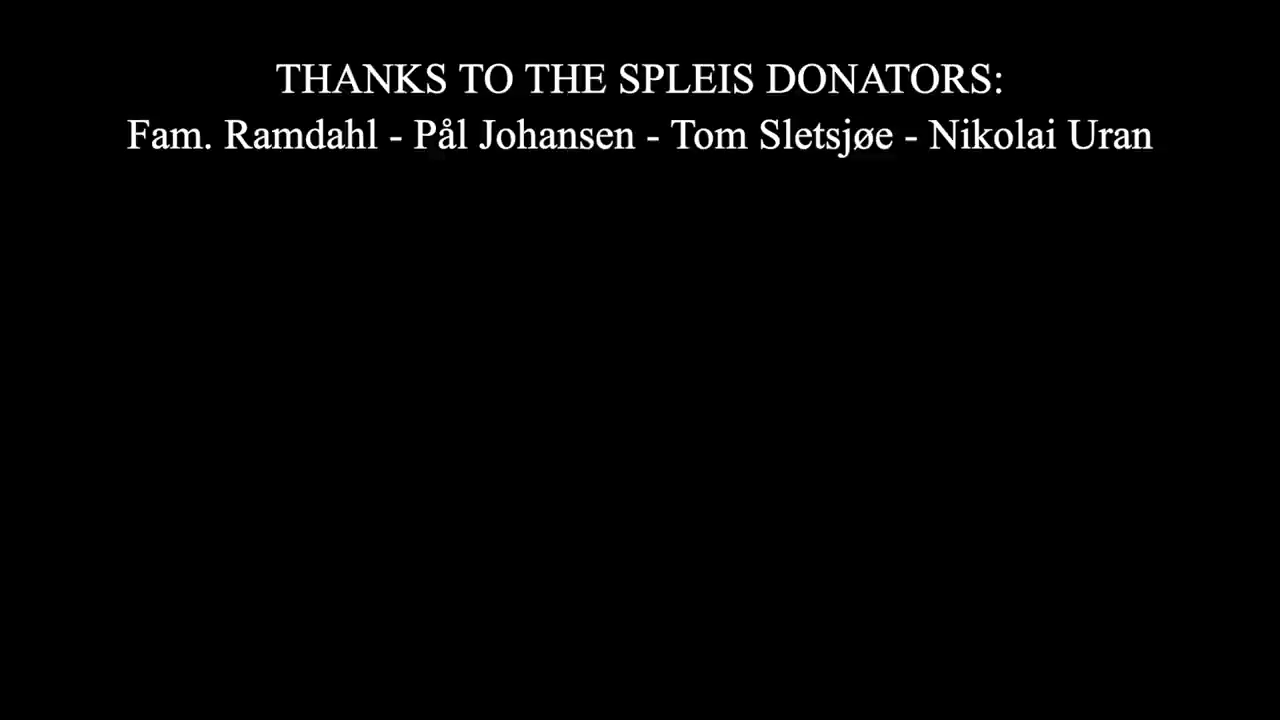 THANKS TO THE SPLEIS DONATORS:
Fam. Ramdahl - Pål Johansen - Tom Sletsjøe - Nikolai Uran